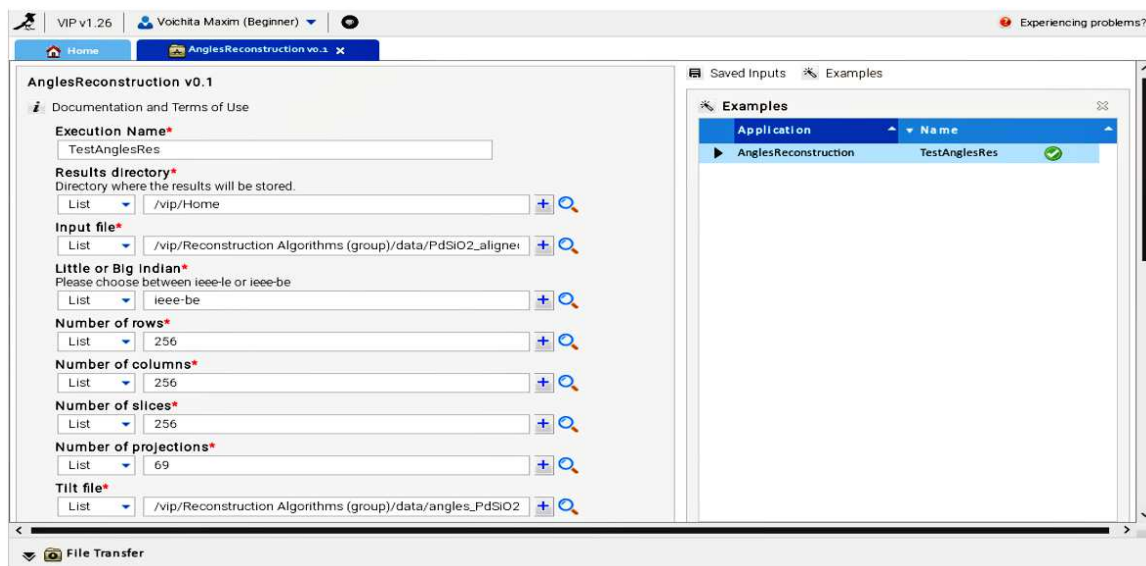 VIP v1.26 Voichita Maxim (Beginner) Experiencing problems?
Home AnglesReconstruction v0.1 x
AnglesReconstruction v0.1
i Documentation and Terms of Use
Execution Name*
TestAnglesRes
Results directory*
Directory where the results will be stored.
List /vip/Home +
Input file*
List /vip/Reconstruction Algorithms (group)/data/PdSiO2_aligne +
Little or Big Indian*
Please choose between ieee-le or ieee-be
List ieee-be +
Number of rows*
List 256 +
Number of columns*
List 256 +
Number of slices*
List 256 +
Number of projections*
List 69 +
Tilt file*
List /vip/Reconstruction Algorithms (group)/data/angles_PdSiO2 +
Saved Inputs Examples
Examples
Application Name
AnglesReconstruction TestAnglesRes
File Transfer